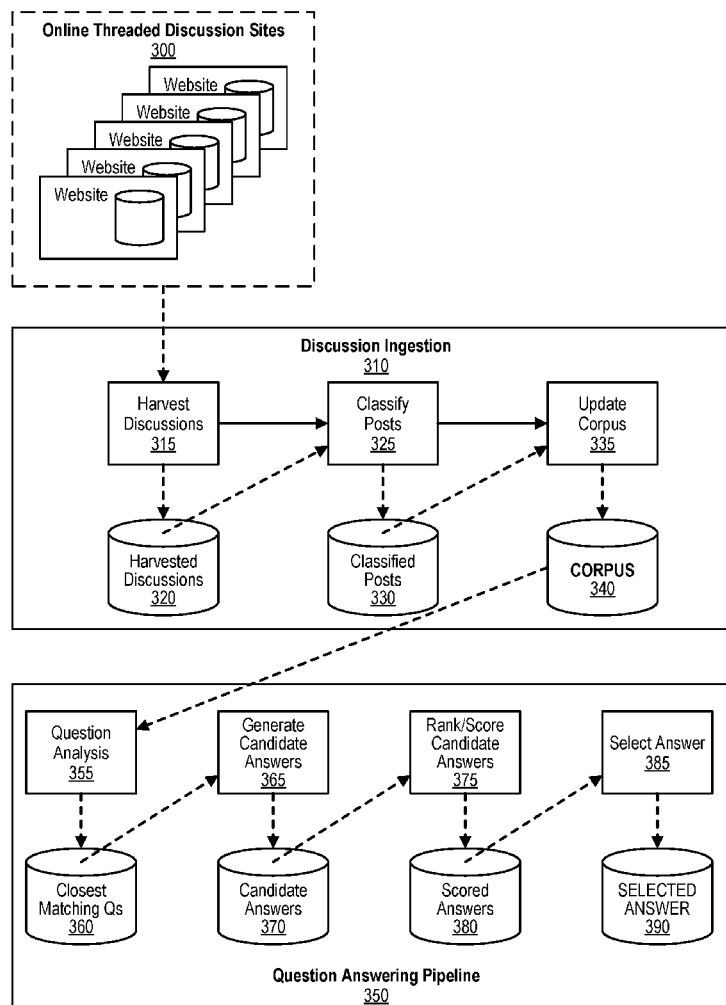 Online Threaded Discussion Sites
300
Website
Website
Website
Website
Website
Discussion Ingestion
310
Harvest
Discussions
315
Classify
Posts
325
Update
Corpus
335
Harvested
Discussions
320
Classified
Posts
330
CORPUS
340
Question
Analysis
355
Generate
Candidate
Answers
365
Rank/Score
Candidate
Answers
375
Select Answer
385
Closest
Matching Qs
360
Candidate
Answers
370
Scored
Answers
380
SELECTED
ANSWER
390
Question Answering Pipeline
350